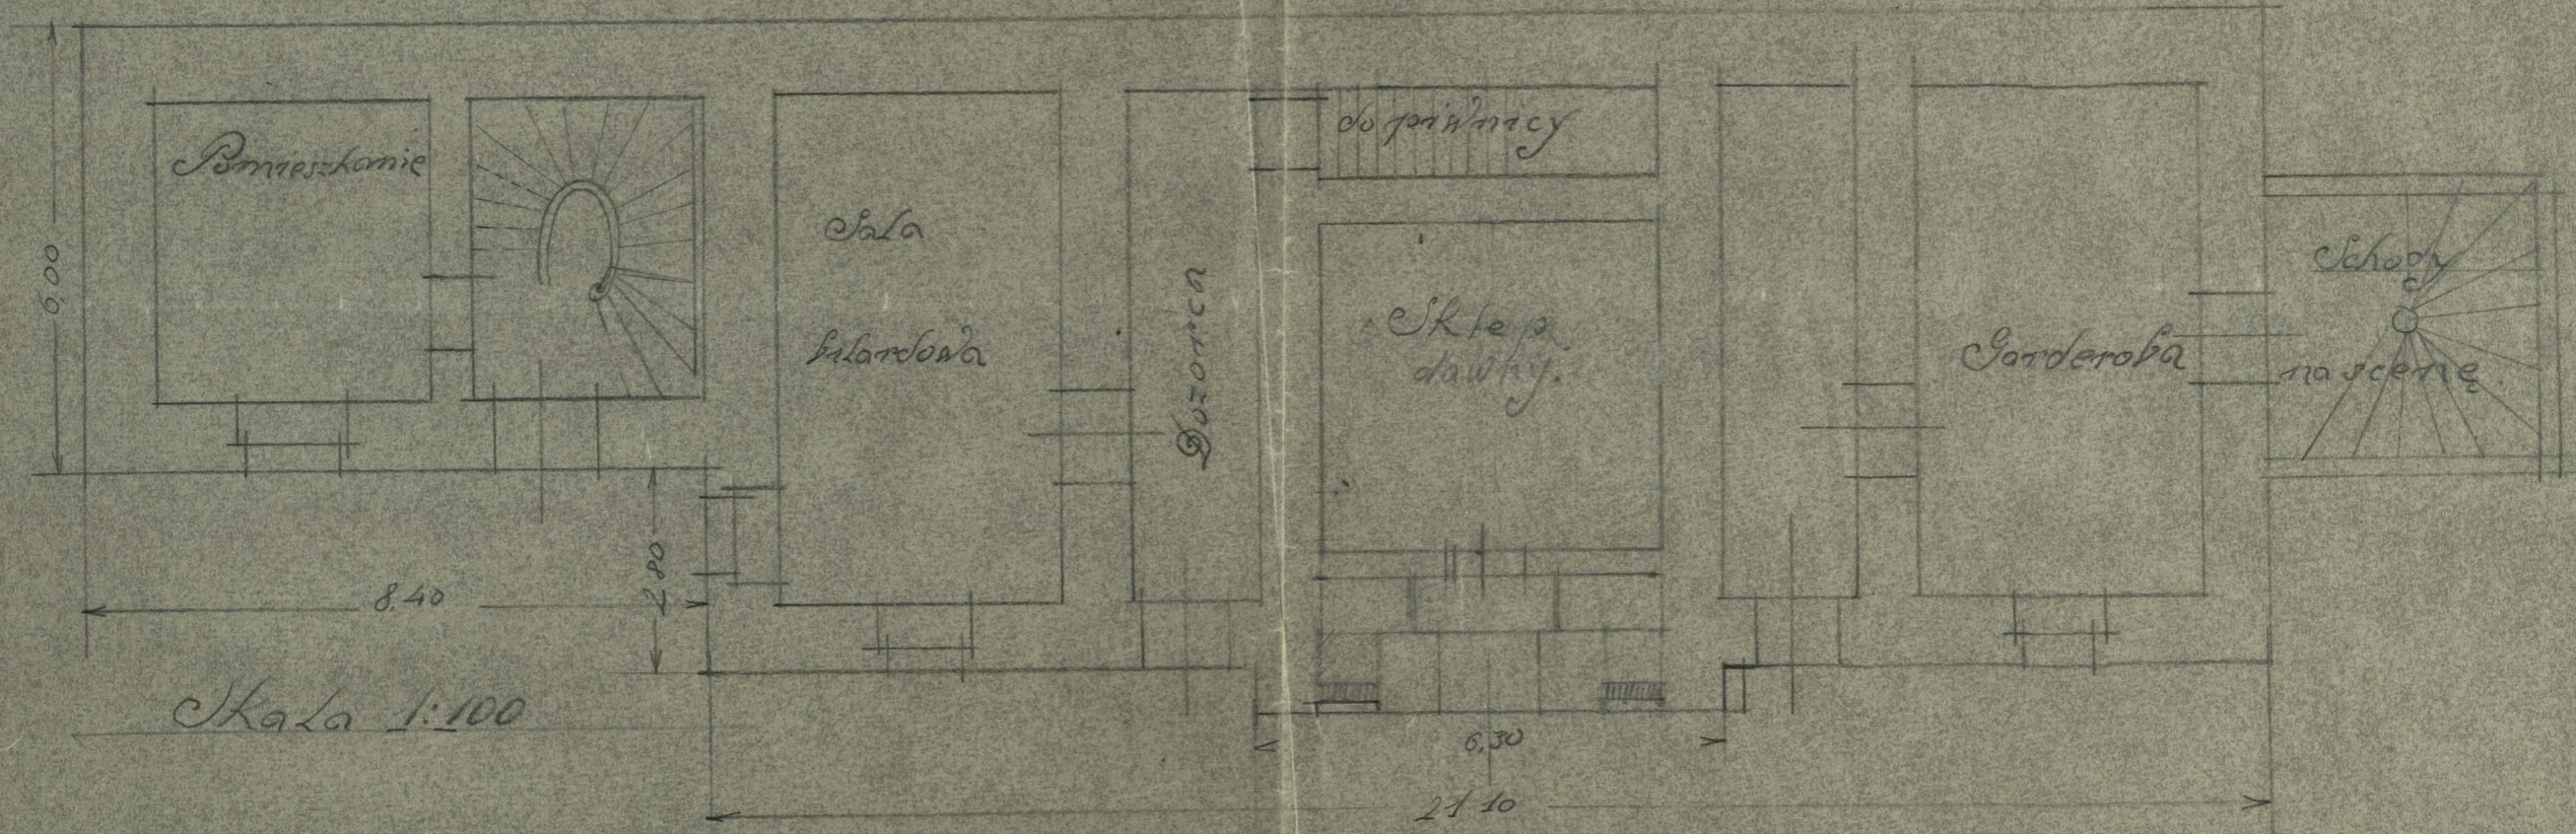 Pomieszkanie
Sala
bilardowa
Dozorca
do piwnicy
Sklep
dawny.
Garderoba
Schody
na scenę
6,00
8,40
2,80
6,30
21 10
Skala 1:100